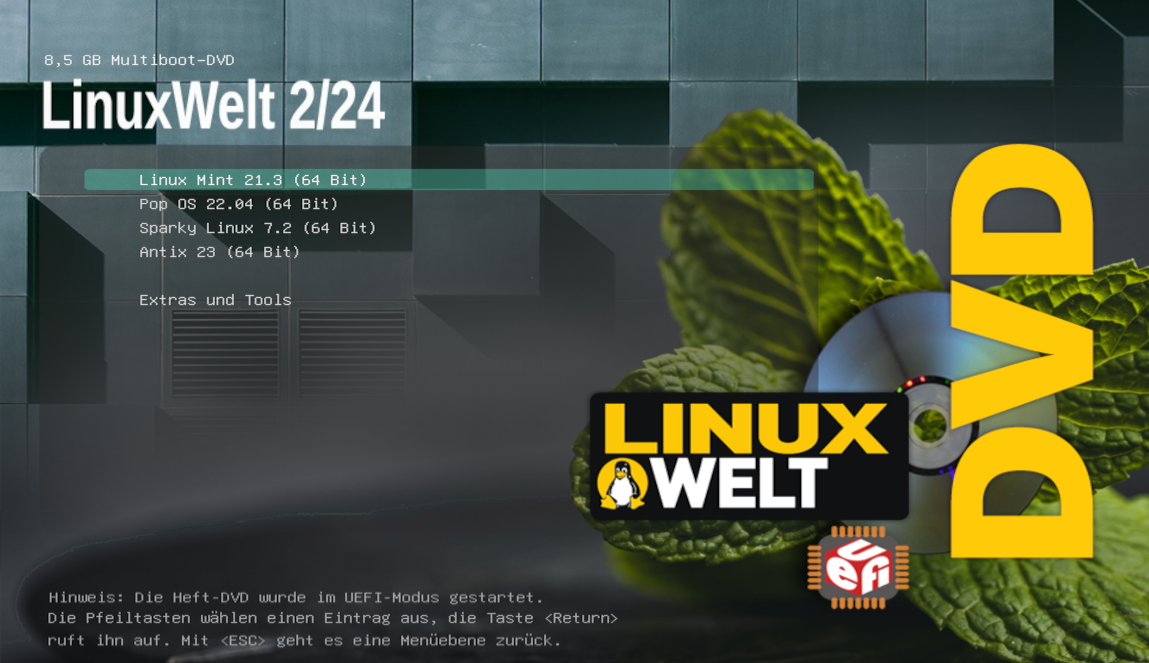 8,5 GB Multiboot-DVD
LinuxWelt 2/24
Linux Mint 21.3 (64 Bit)
Pop OS 22.04 (64 Bit)
Sparky Linux 7.2 (64 Bit)
Antix 23 (64 Bit)
Extras und Tools
DVD
LINUX
WELT
UEFI
Hinweis: Die Heft-DVD wurde im UEFI-Modus gestartet.
Die Pfeiltasten wählen einen Eintrag aus, die Taste <Return>
ruft ihn auf. Mit <ESC> geht es eine Menüebene zurück.